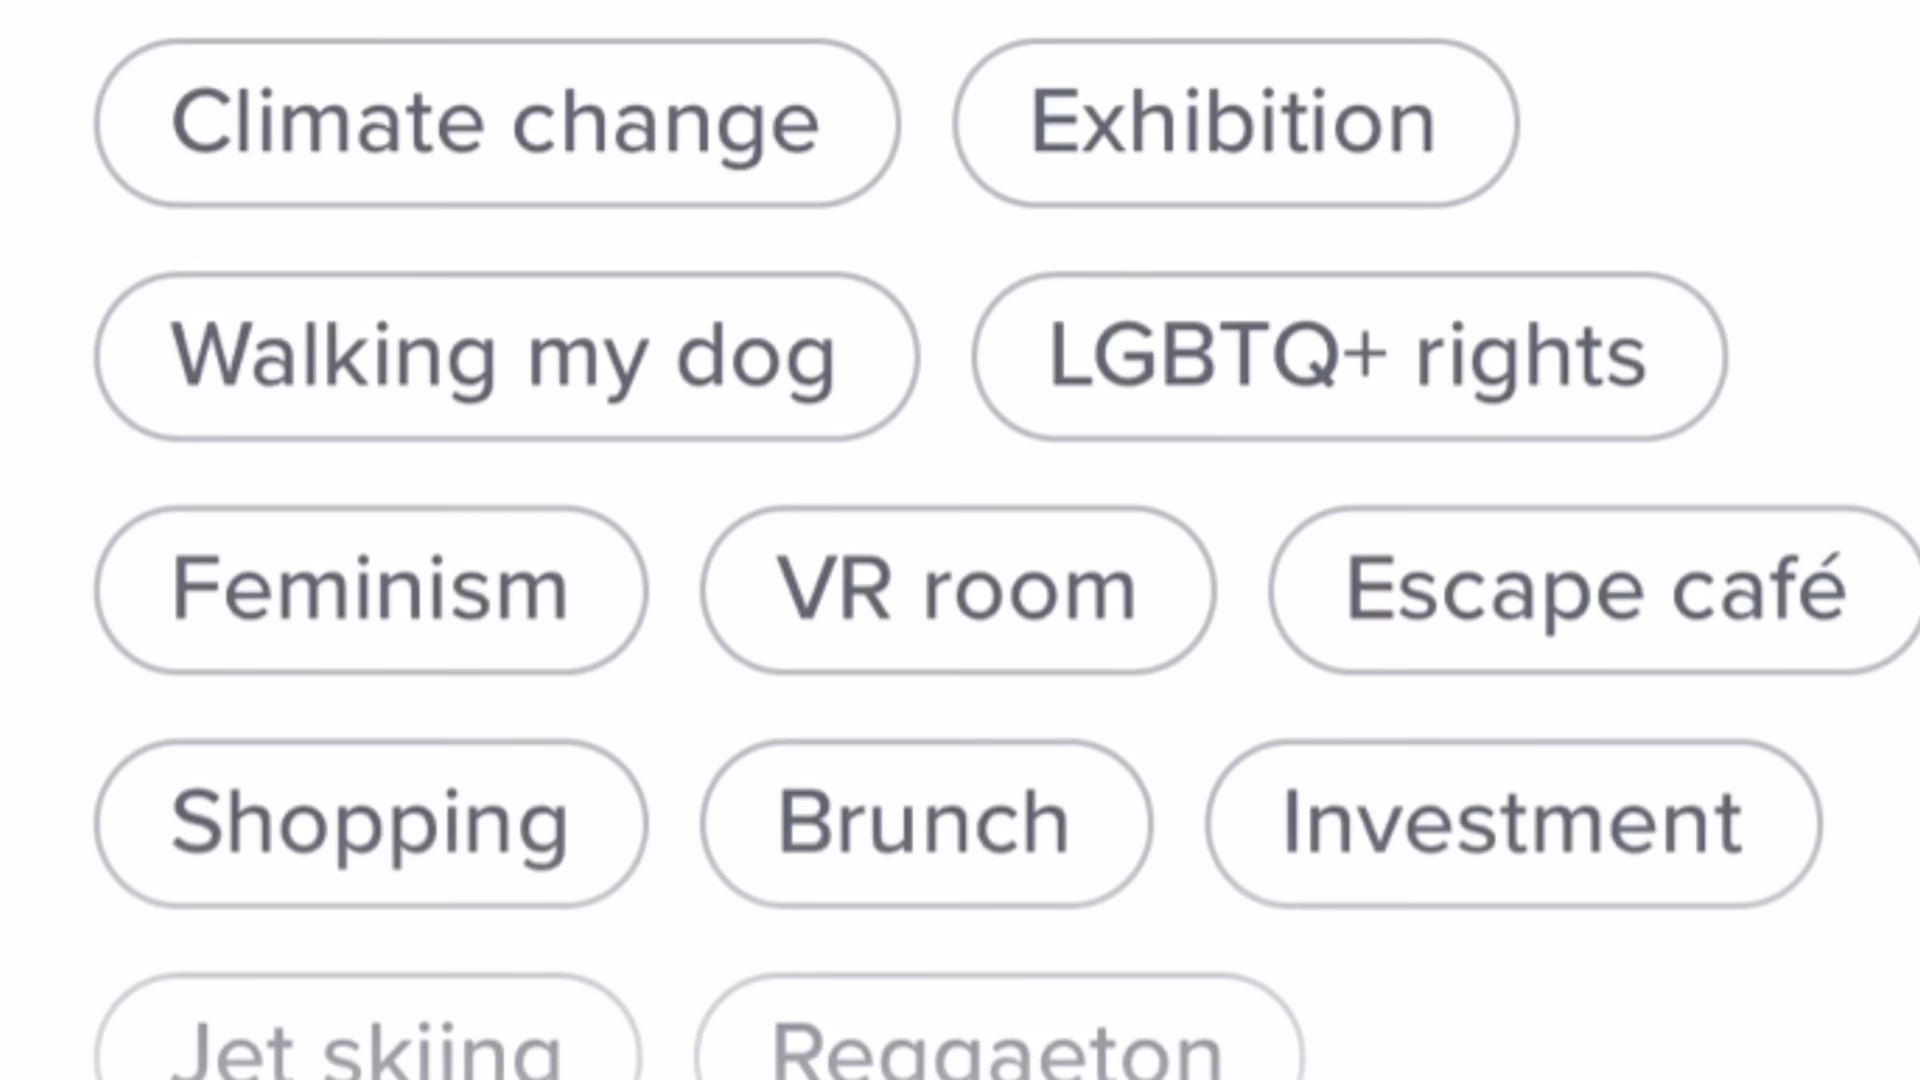 Climate change Exhibition
Walking my dog LGBTQ+ rights
Feminism VR room Escape café
Shopping Brunch Investment
Jet skiing Reggaeton